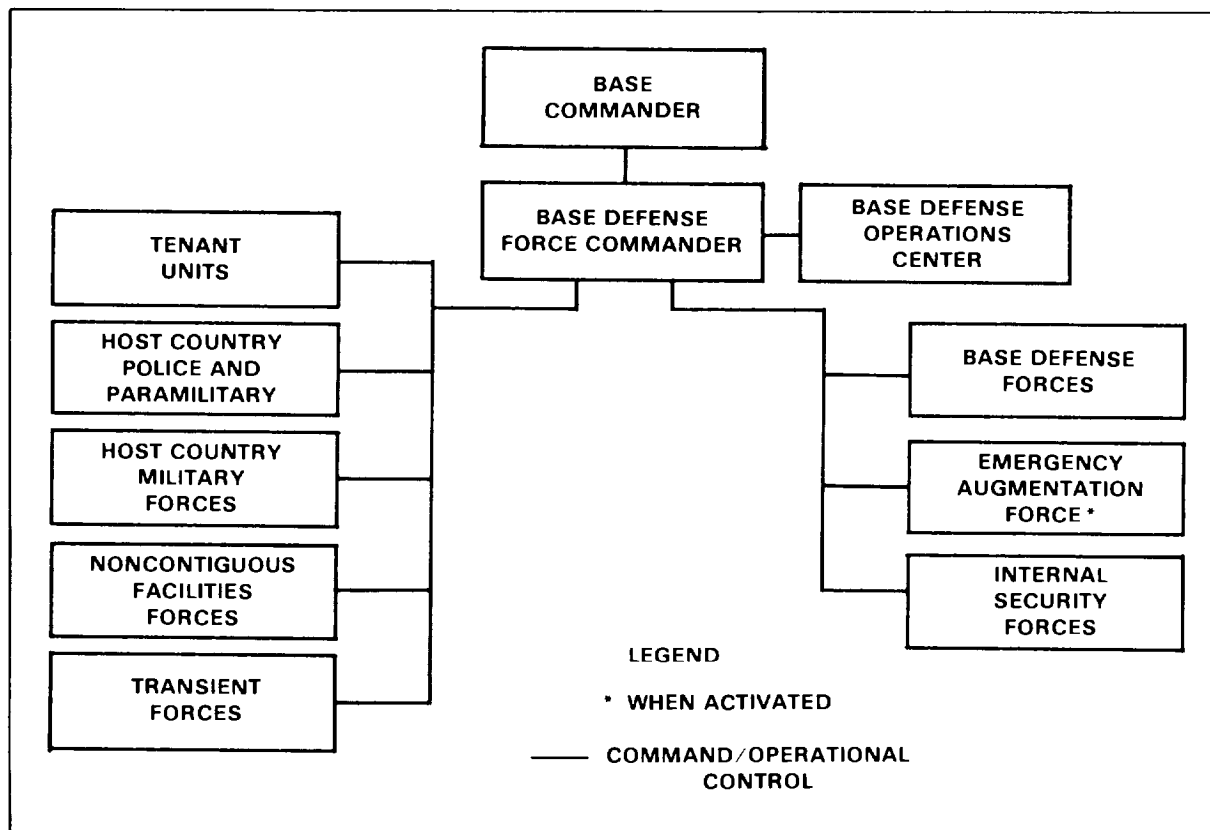 BASE
COMMANDER
BASE DEFENSE
FORCE COMMANDER
BASE DEFENSE
OPERATIONS
CENTER
TENANT
UNITS
HOST COUNTRY
POLICE AND
PARAMILITARY
HOST COUNTRY
MILITARY
FORCES
NONCONTIGUOUS
FACILITIES
FORCES
TRANSIENT
FORCES
BASE DEFENSE
FORCES
EMERGENCY
AUGMENTATION
FORCE*
INTERNAL
SECURITY
FORCES
LEGEND
* WHEN ACTIVATED
COMMAND/OPERATIONAL
CONTROL